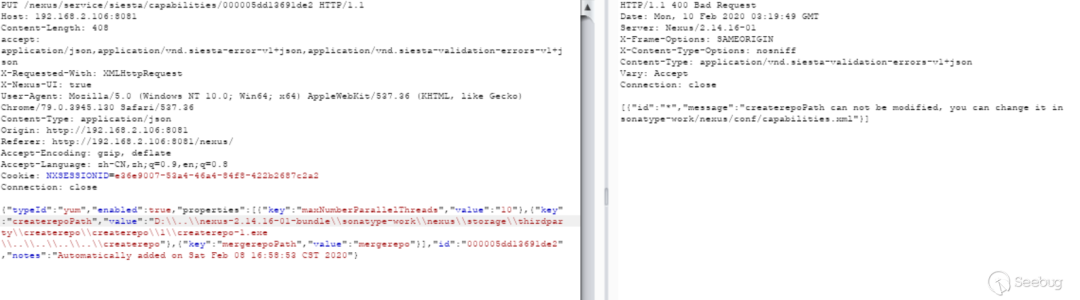 PUT /nexus/service/siesta/capabilities/000005dd13691de2 HTTP/1.1
Host: 192.168.2.106:8081
Content-Length: 408
accept:
application/json,application/vnd.siesta-error-v1+json,application/vnd.siesta-validation-errors-v1+j
son
X-Requested-With: XMLHttpRequest
X-Nexus-UI: true
User-Agent: Mozilla/5.0 (Windows NT 10.0; Win64; x64) AppleWebKit/537.36 (KHTML, like Gecko)
Chrome/79.0.3945.130 Safari/537.36
Content-Type: application/json
Origin: http://192.168.2.106:8081
Referer: http://192.168.2.106:8081/nexus/
Accept-Encoding: gzip, deflate
Accept-Language: zh-CN,zh;q=0.9,en;q=0.8
Cookie: NXSESSIONID=e36e9007-53a4-46a4-84f8-422b2687c2a2
Connection: close
{"typeId":"yum","enabled":true,"properties":[{"key":"maxNumberParallelThreads","value":"10"},{"key"
:"createrepoPath","value":"D:\\..\\nexus-2.14.16-01-bundle\\sonatype-work\\nexus\\storage\\thirdpar
ty\\createrepo\\createrepo\\1\\createrepo-1.exe
\\..\\..\\..\\..\\createrepo"},{"key":"mergerepoPath","value":"mergerepo"}],"id":"000005dd13691de2"
,"notes":"Automatically added on Sat Feb 08 16:58:53 CST 2020"}
HTTP/1.1 400 Bad Request
Date: Mon, 10 Feb 2020 03:19:49 GMT
Server: Nexus/2.14.16-01
X-Frame-Options: SAMEORIGIN
X-Content-Type-Options: nosniff
Content-Type: application/vnd.siesta-validation-errors-v1+json
Vary: Accept
Connection: close
[{"id":"*","message":"createrepoPath can not be modified, you can change it in
sonatype-work/nexus/conf/capabilities.xml"}]
Seebug